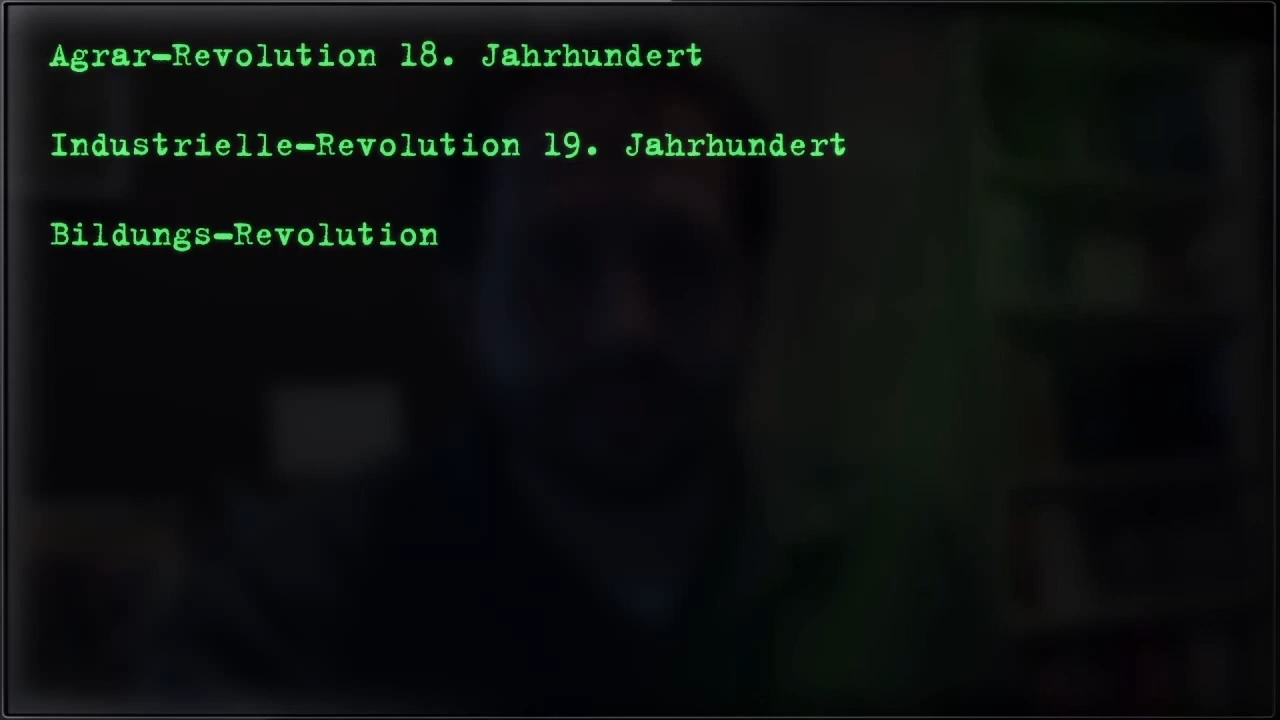 Agrar-Revolution 18. Jahrhundert
Industrielle-Revolution 19. Jahrhundert
Bildungs-Revolution